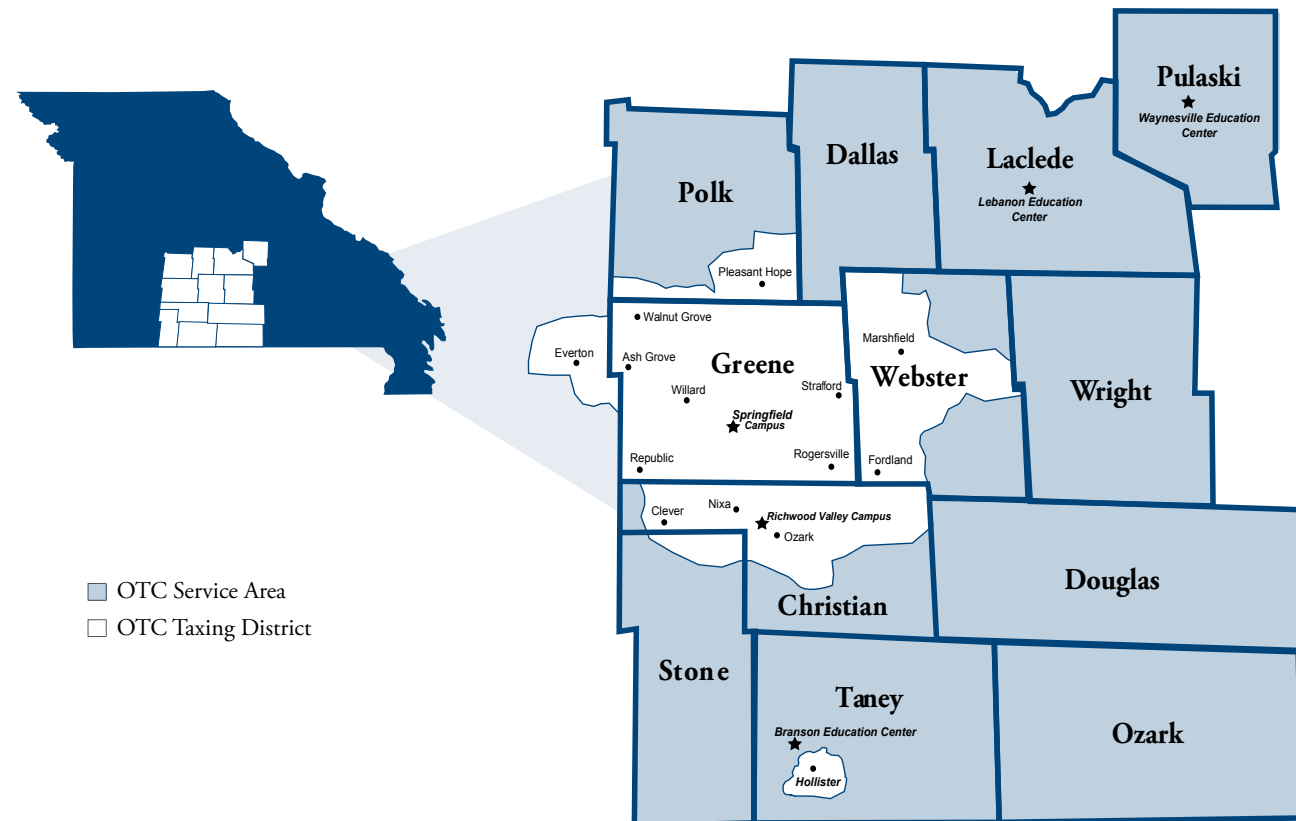 Pulaski
Waynesville Education
Center
Dallas
Laclede
Lebanon Education
Center
Polk
Pleasant Hope
Walnut Grove
Everton
Ash Grove
Greene
Marshfield
Webster
Wright
Willard
Strafford
Springfield
Campus
Republic
Rogersville
Fordland
Clever
Nixa
Richwood Valley Campus
Ozark
Christian
Douglas
OTC Service Area
OTC Taxing District
Stone
Taney
Branson Education Center
Hollister
Ozark